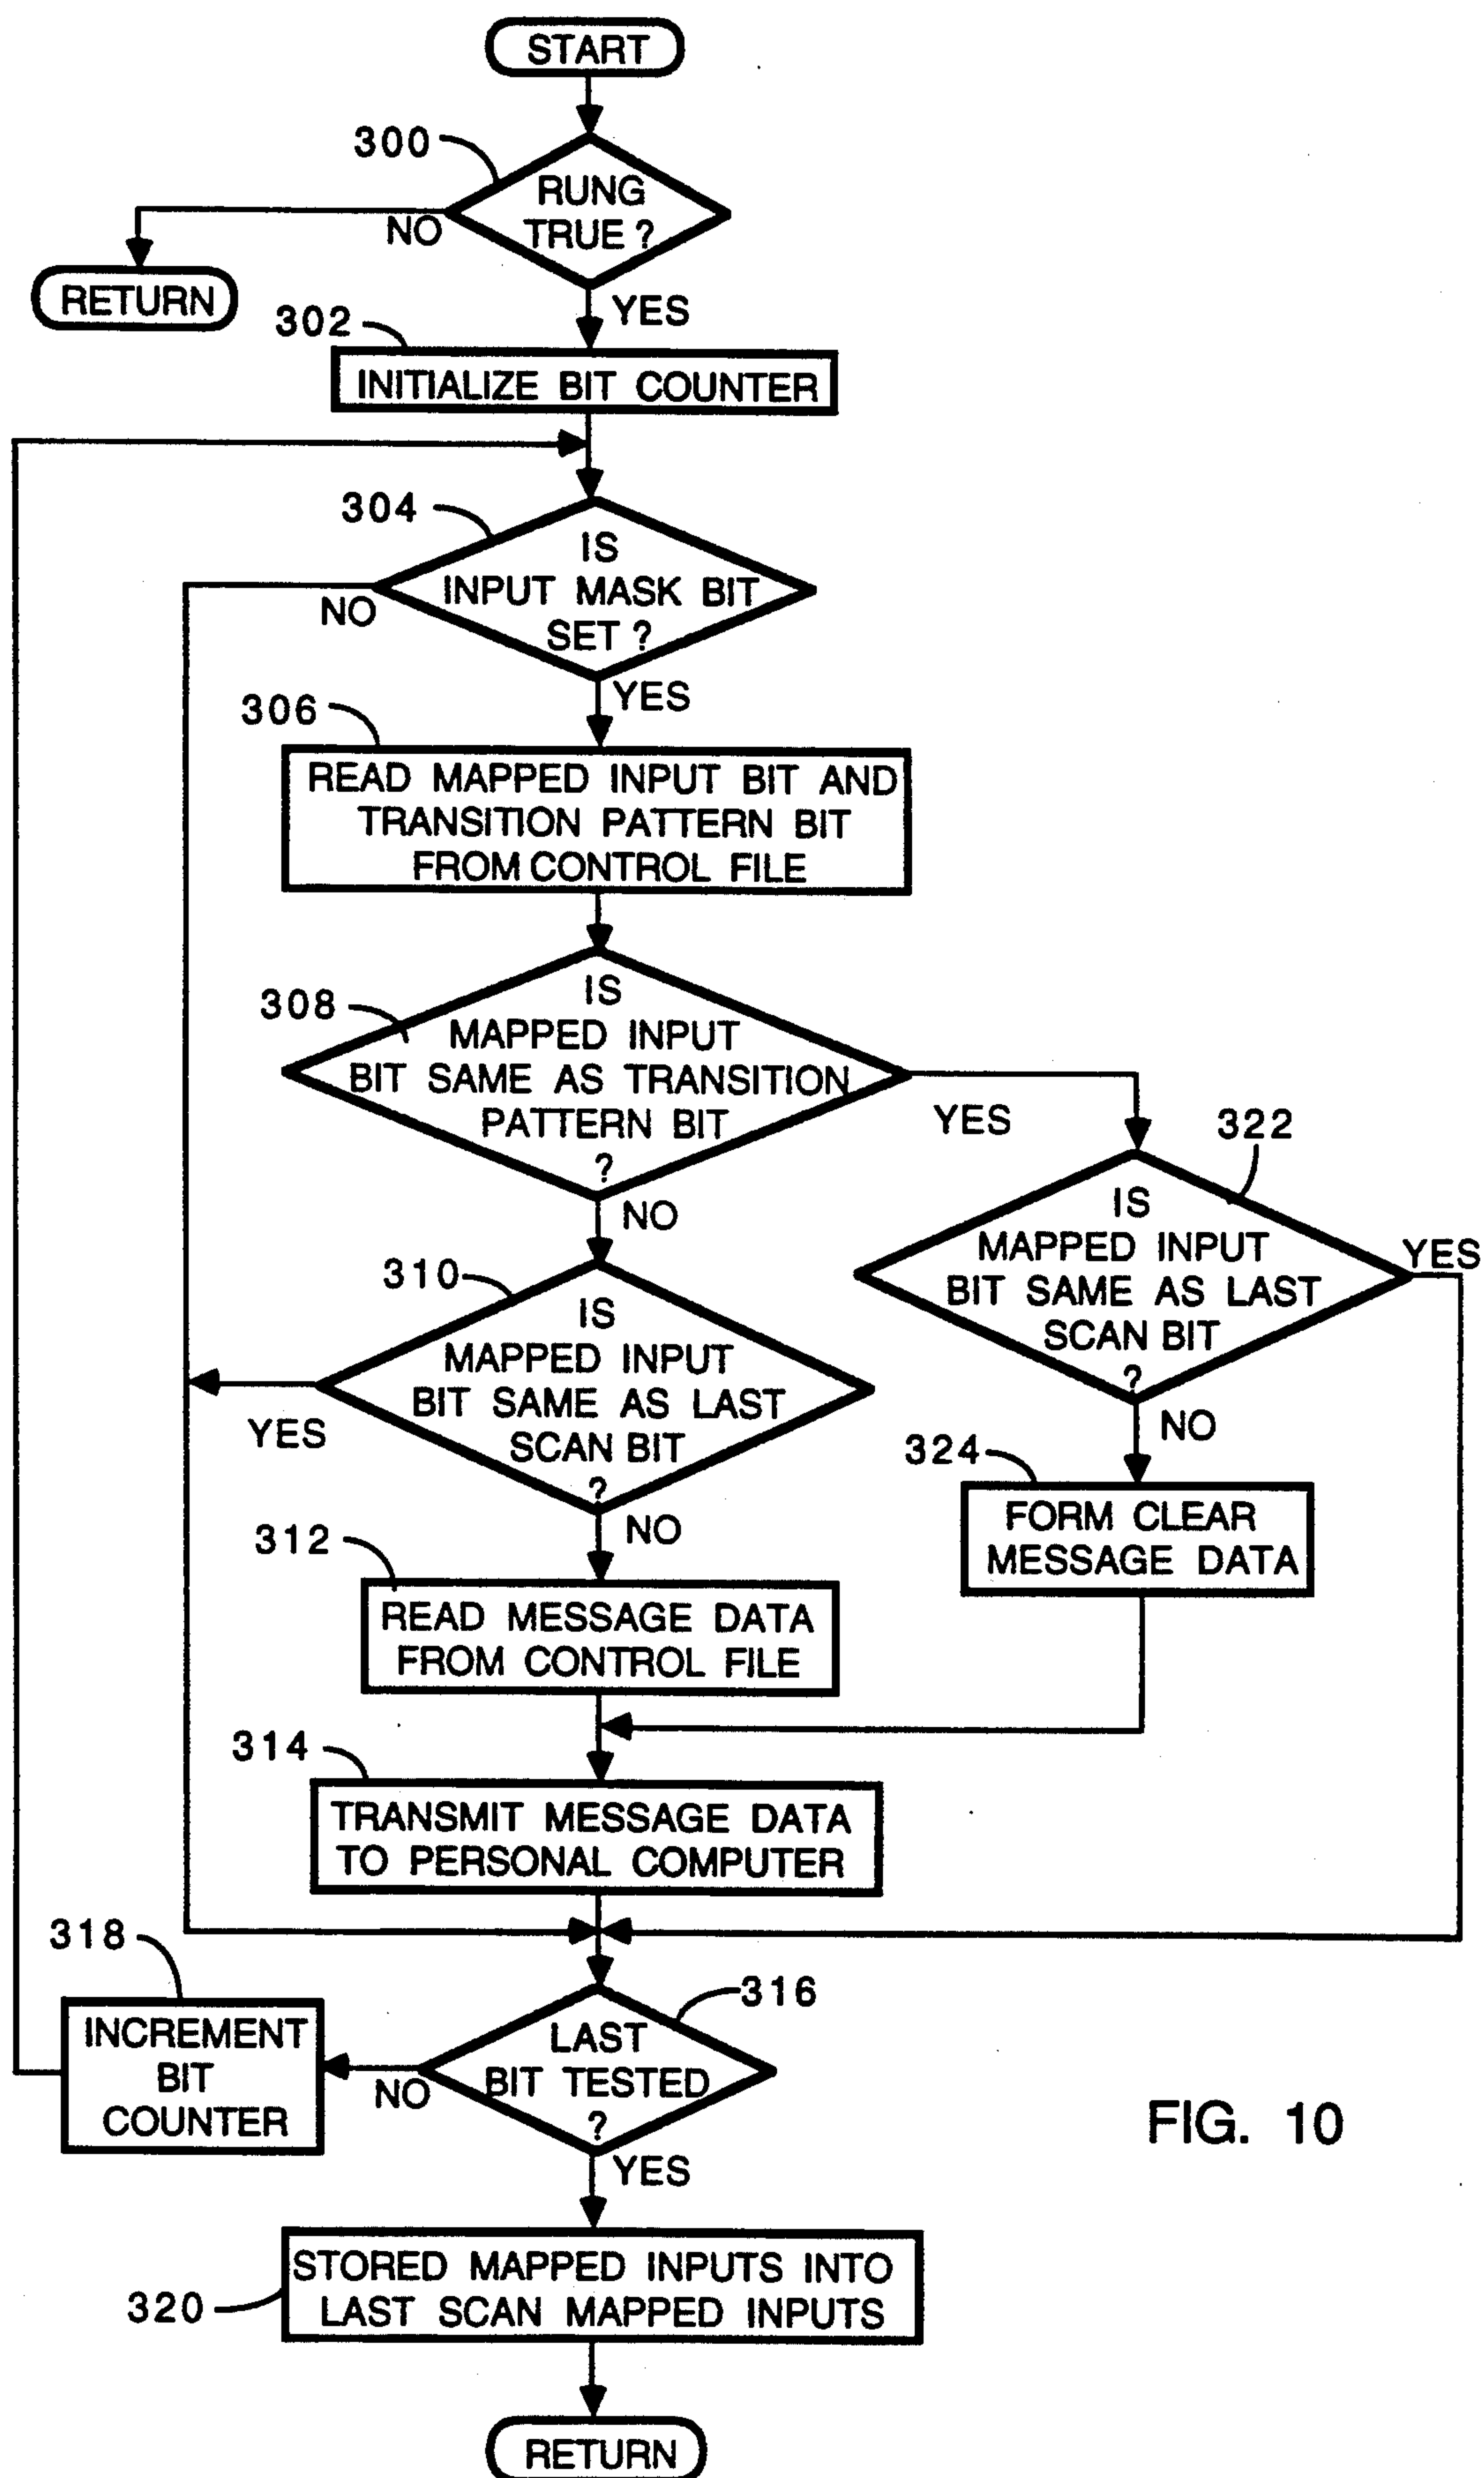 START
300
RUNG
TRUE ?
NO
RETURN
YES
302
INITIALIZE BIT COUNTER
304
IS
INPUT MASK BIT
SET ?
NO
YES
306
READ MAPPED INPUT BIT AND
TRANSITION PATTERN BIT
FROM CONTROL FILE
308
IS
MAPPED INPUT
BIT SAME AS TRANSITION
PATTERN BIT
?
YES
NO
322
IS
MAPPED INPUT
BIT SAME AS LAST
SCAN BIT
?
YES
NO
310
IS
MAPPED INPUT
BIT SAME AS LAST
SCAN BIT
?
YES
NO
324
FORM CLEAR
MESSAGE DATA
312
READ MESSAGE DATA
FROM CONTROL FILE
314
TRANSMIT MESSAGE DATA
TO PERSONAL COMPUTER
318
INCREMENT
BIT
COUNTER
316
LAST
BIT TESTED
?
NO
YES
FIG. 10
320
STORED MAPPED INPUTS INTO
LAST SCAN MAPPED INPUTS
RETURN